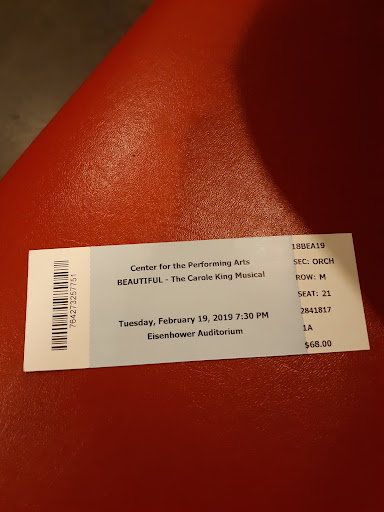 764273257751
Center for the Performing Arts
BEAUTIFUL - The Carole King Musical
Tuesday, February 19, 2019 7:30 PM
Eisenhower Auditorium
18BEA19
SEC: ORCH
ROW: M
SEAT: 21
2841817
1A
$68.00